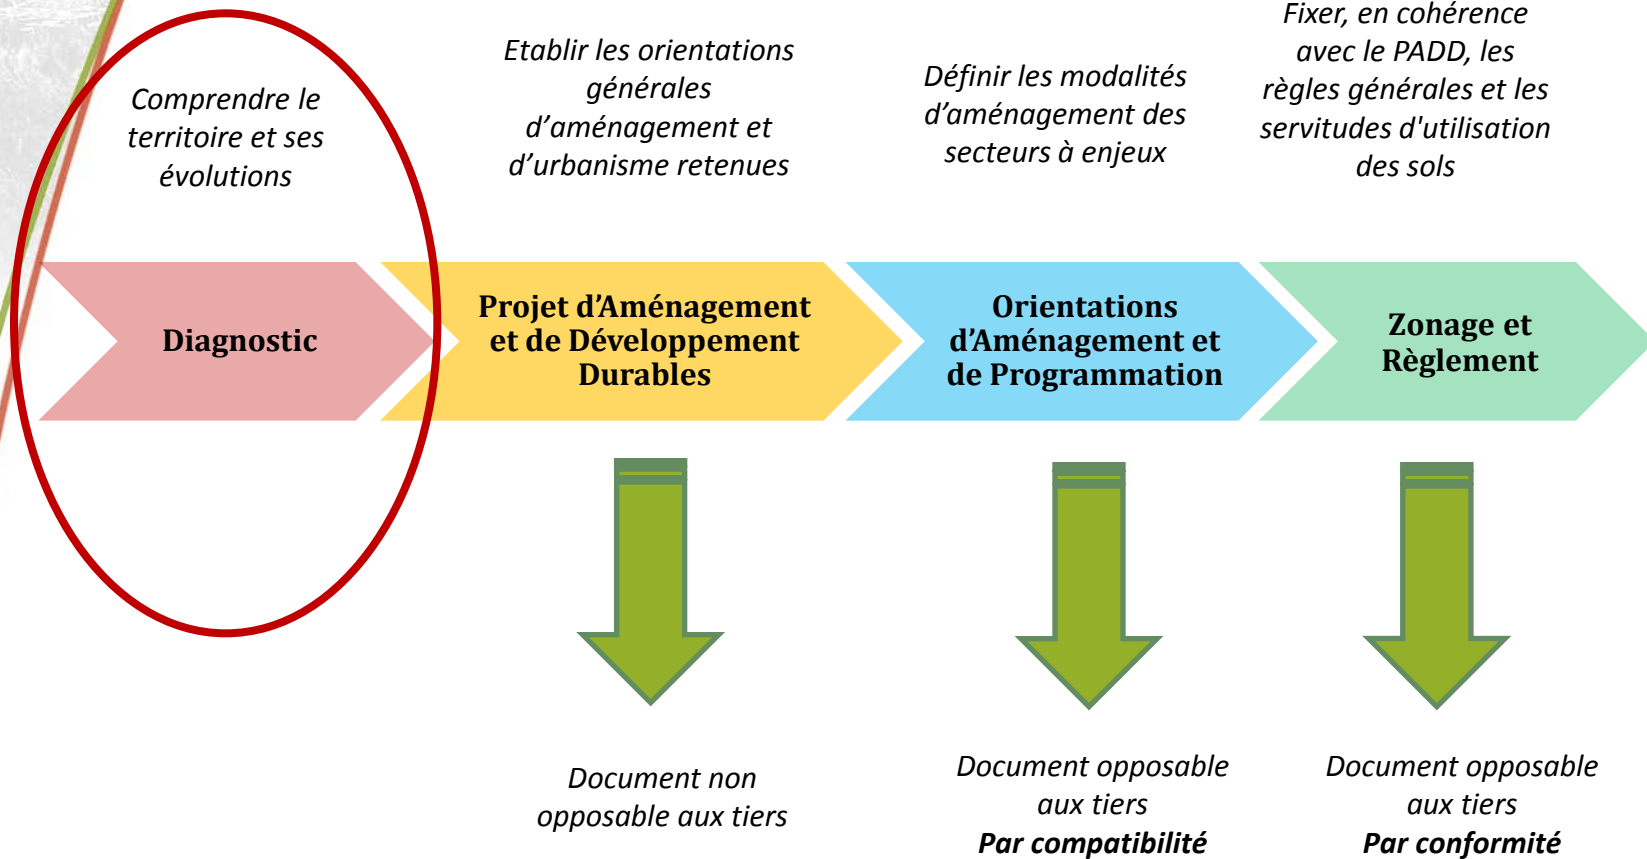 Comprendre le
territoire et ses
évolutions
Etablir les orientations
générales
d’aménagement et
d’urbanisme retenues
Définir les modalités
d’aménagement des
secteurs à enjeux
Fixer, en cohérence
avec le PADD, les
règles générales et les
servitudes d'utilisation
des sols
Diagnostic
Projet d’Aménagement
et de Développement
Durables
Orientations
d’Aménagement et
de Programmation
Zonage et
Règlement
Document non
opposable aux tiers
Document opposable
aux tiers
Par compatibilité
Document opposable
aux tiers
Par conformité